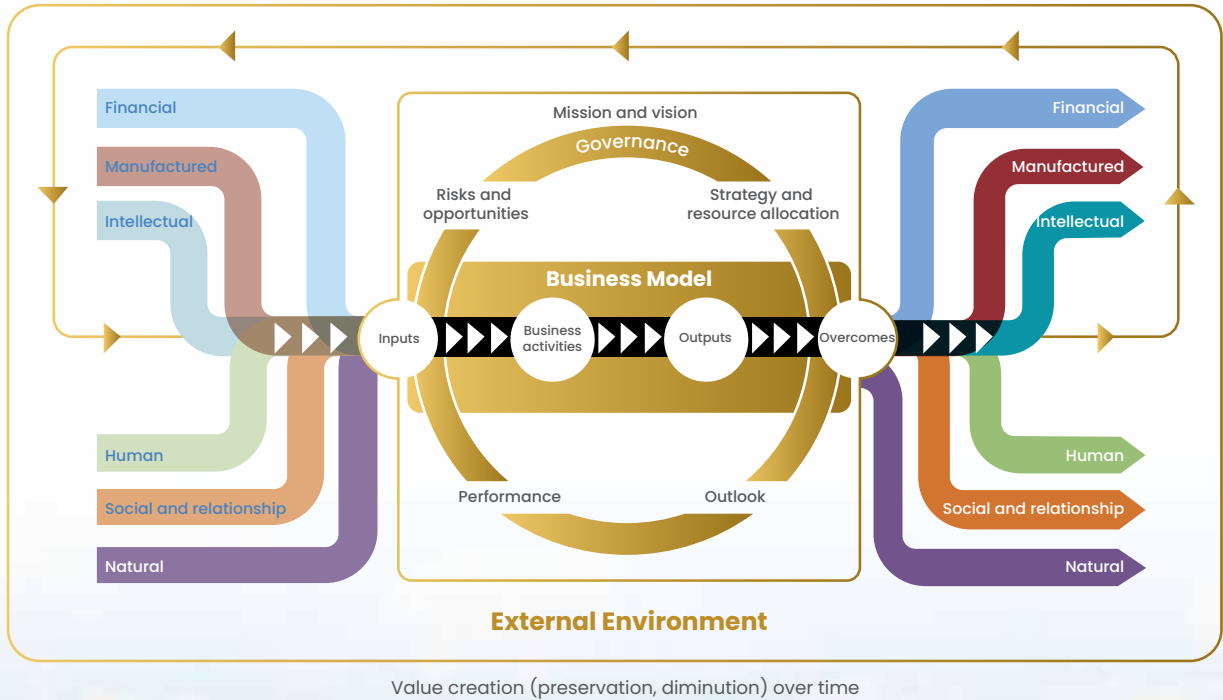 Financial
Manufactured
Intellectual
Human
Social and relationship
Natural
Mission and vision
Governance
Risks and
opportunities
Strategy and
resource allocation
Business Model
Inputs
Business
activities
Outputs
Overcomes
Performance
Outlook
Financial
Manufactured
Intellectual
Human
Social and relationship
Natural
External Environment
Value creation (preservation, diminution) over time